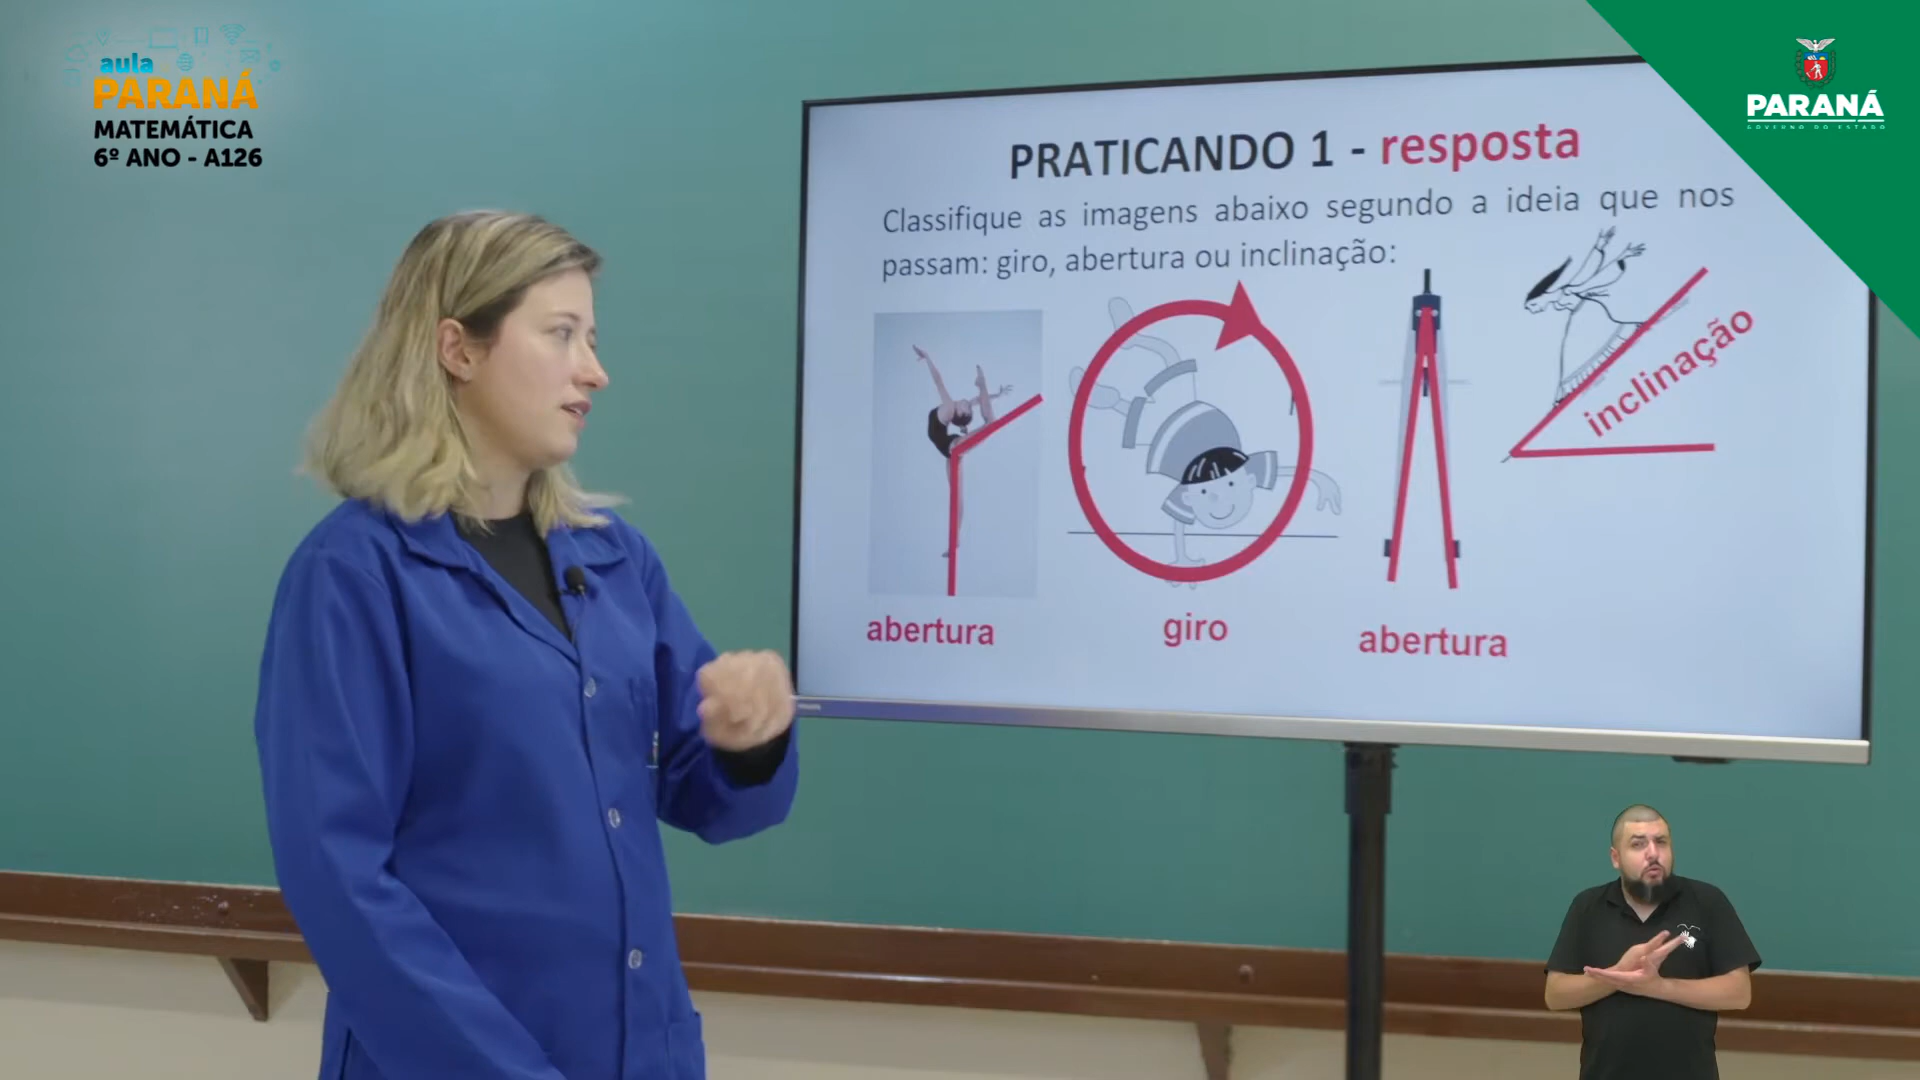 aula
PARANÁ
MATEMÁTICA
6º ANO - A126
PARANÁ
GOVERNO DO ESTADO
PRATICANDO 1 - resposta
Classifique as imagens abaixo segundo a ideia que nos
passam: giro, abertura ou inclinação:
inclinação
abertura
giro
abertura